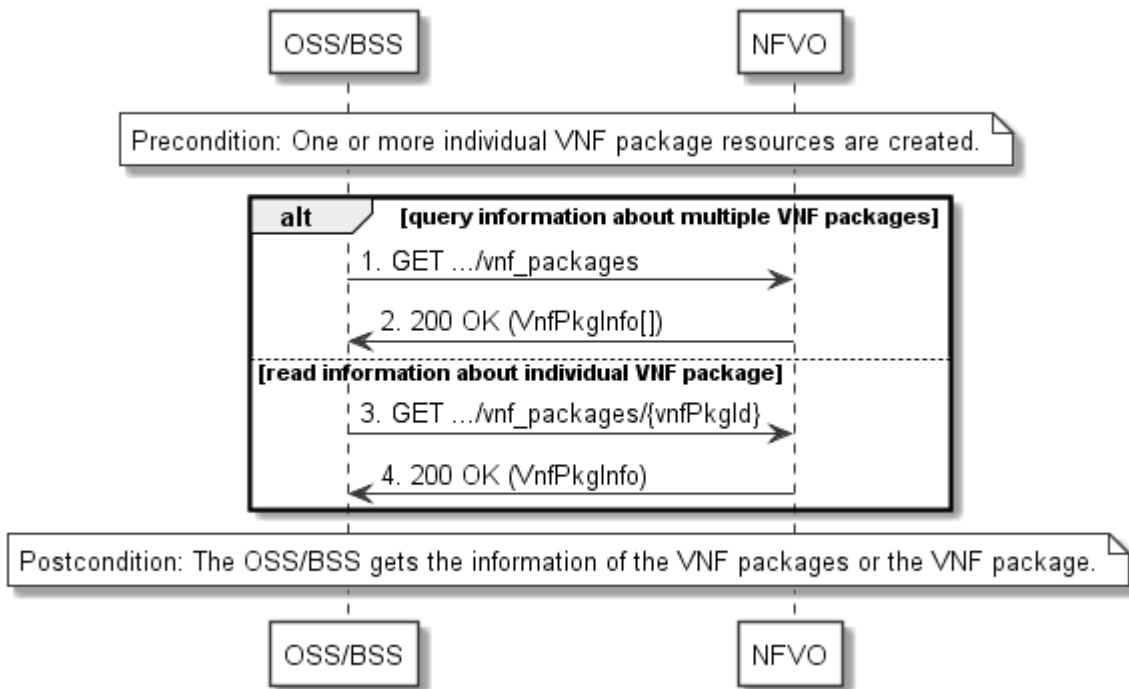 OSS/BSS
NFVO
Precondition: One or more individual VNF package resources are created.
alt
[query information about multiple VNF packages]
1. GET .../vnf_packages
2. 200 OK (VnfPkgInfo[])
[read information about individual VNF package]
3. GET .../vnf_packages/{vnfPkgId}
4. 200 OK (VnfPkgInfo)
Postcondition: The OSS/BSS gets the information of the VNF packages or the VNF package.
OSS/BSS
NFVO